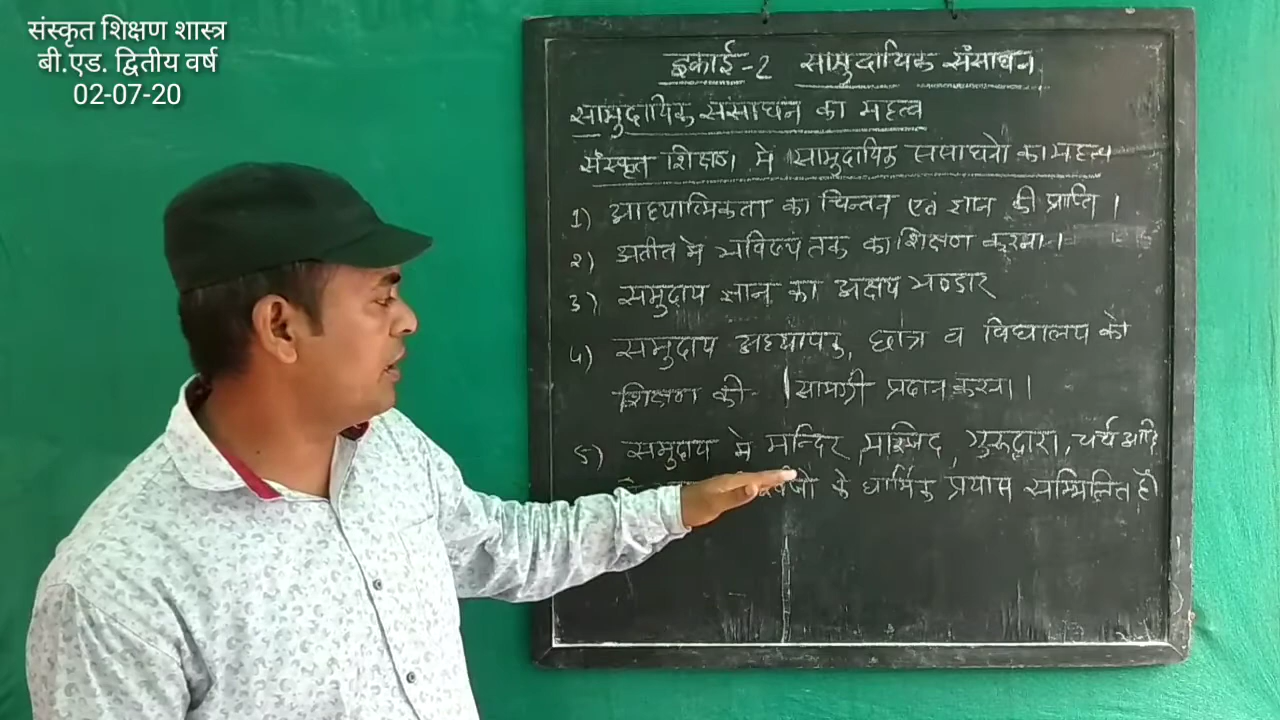 संस्कृत शिक्षण शास्त्र
बी.एड. द्वितीय वर्ष
02-07-20
इकाई-2 सामुदायिक संसाधन
सामुदायिक संसाधन का महत्व
संस्कृत शिक्षण में सामुदायिक संसाधनो का महत्व
1) आध्यात्मिकता का चिन्तन एवं ज्ञान की प्राप्ति ।
2) अतीत मे भविष्य तक का शिक्षण करना ।
3) समुदाय ज्ञान का अक्षय भण्डार
4) समुदाय अध्यापक, छात्र व विद्यालय को
शिक्षण की सामग्री प्रदान करना ।
5) समुदाय मे मन्दिर, मस्जिद, गुरुद्वारा, चर्च आदि
के धार्मिक प्रयास सम्मिलित है।